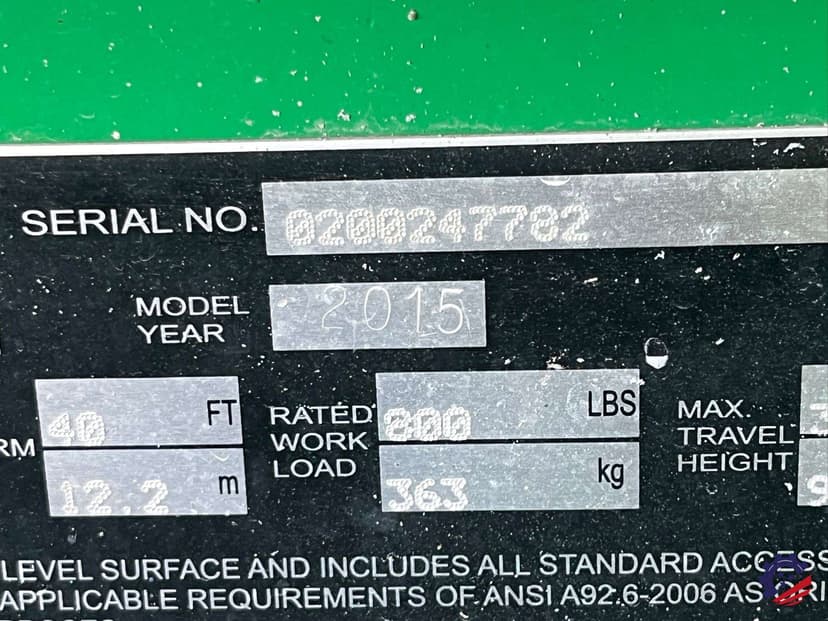 SERIAL NO. 0200247782
MODEL YEAR 2015
RM 40 FT
12.2 m
RATED WORK LOAD 800 LBS
363 kg
MAX. TRAVEL HEIGHT
LEVEL SURFACE AND INCLUDES ALL STANDARD ACCESS
APPLICABLE REQUIREMENTS OF ANSI A92.6-2006 AS ORI